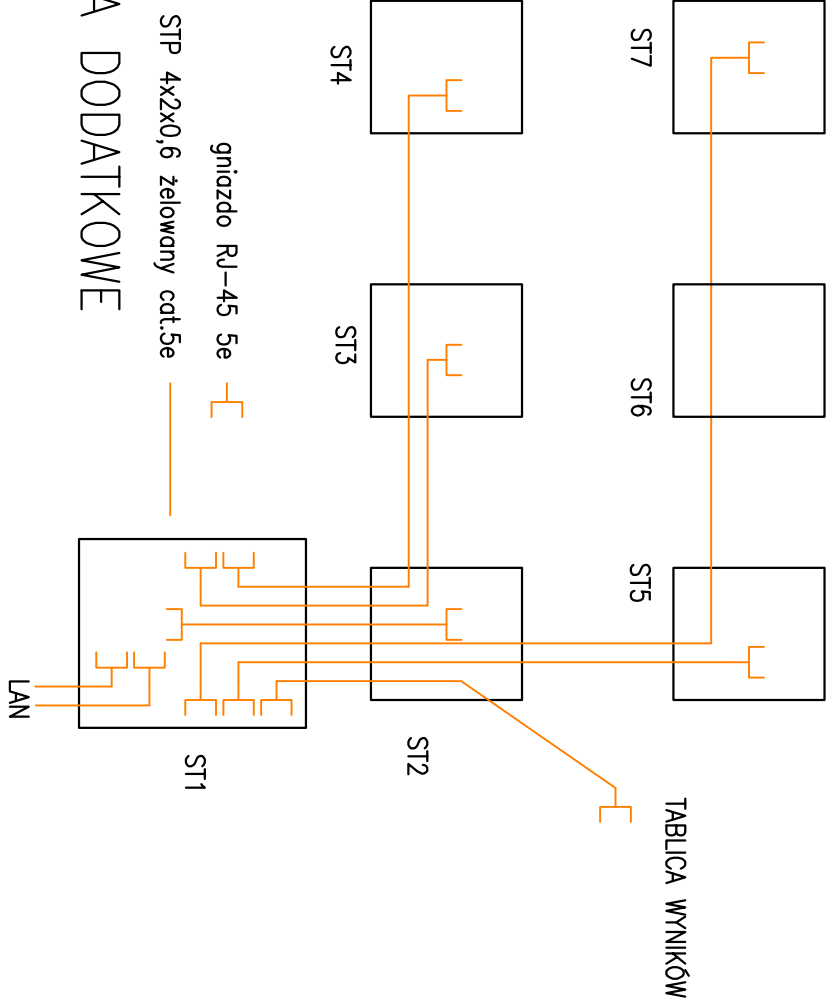 ST7
ST6
ST5
TABLICA WYNIKÓW
ST4
ST3
ST2
gniazdo RJ-45 5e
STP 4x2x0,6 żelowany cat.5e
ST1
A DODATKOWE
LAN